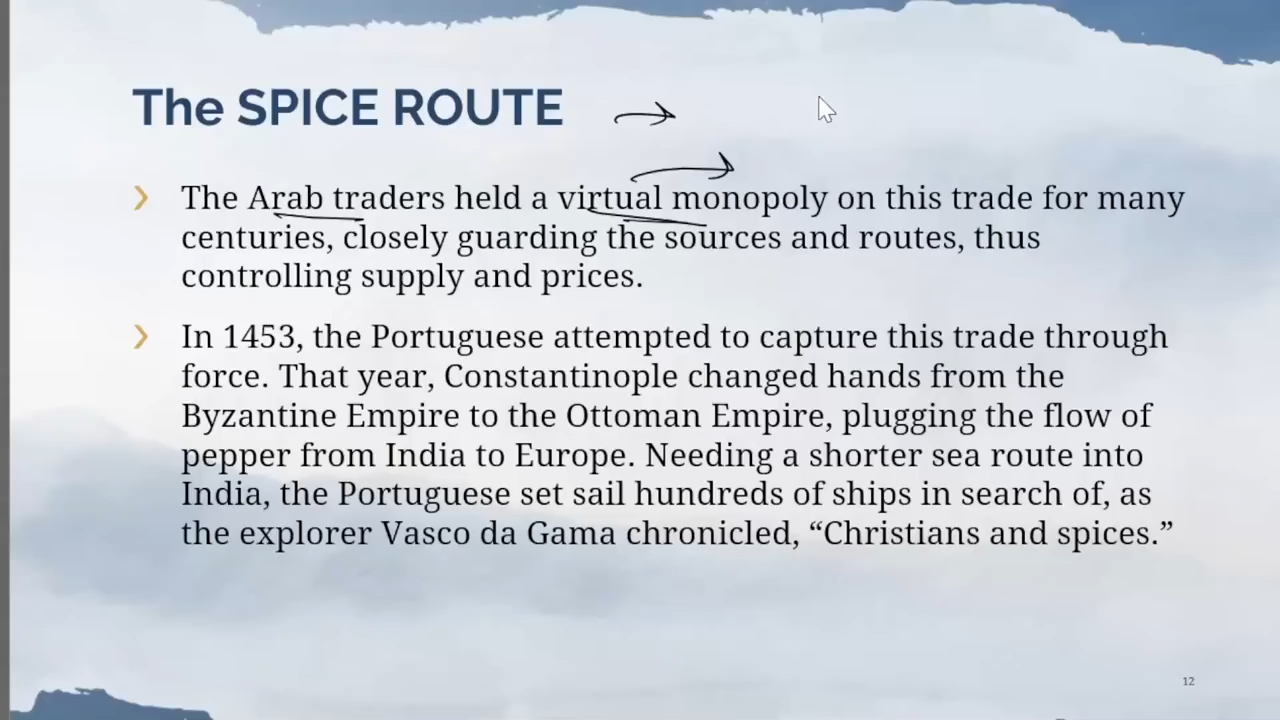 The SPICE ROUTE
The Arab traders held a virtual monopoly on this trade for many
centuries, closely guarding the sources and routes, thus
controlling supply and prices.
In 1453, the Portuguese attempted to capture this trade through
force. That year, Constantinople changed hands from the
Byzantine Empire to the Ottoman Empire, plugging the flow of
pepper from India to Europe. Needing a shorter sea route into
India, the Portuguese set sail hundreds of ships in search of, as
the explorer Vasco da Gama chronicled, “Christians and spices.”
12